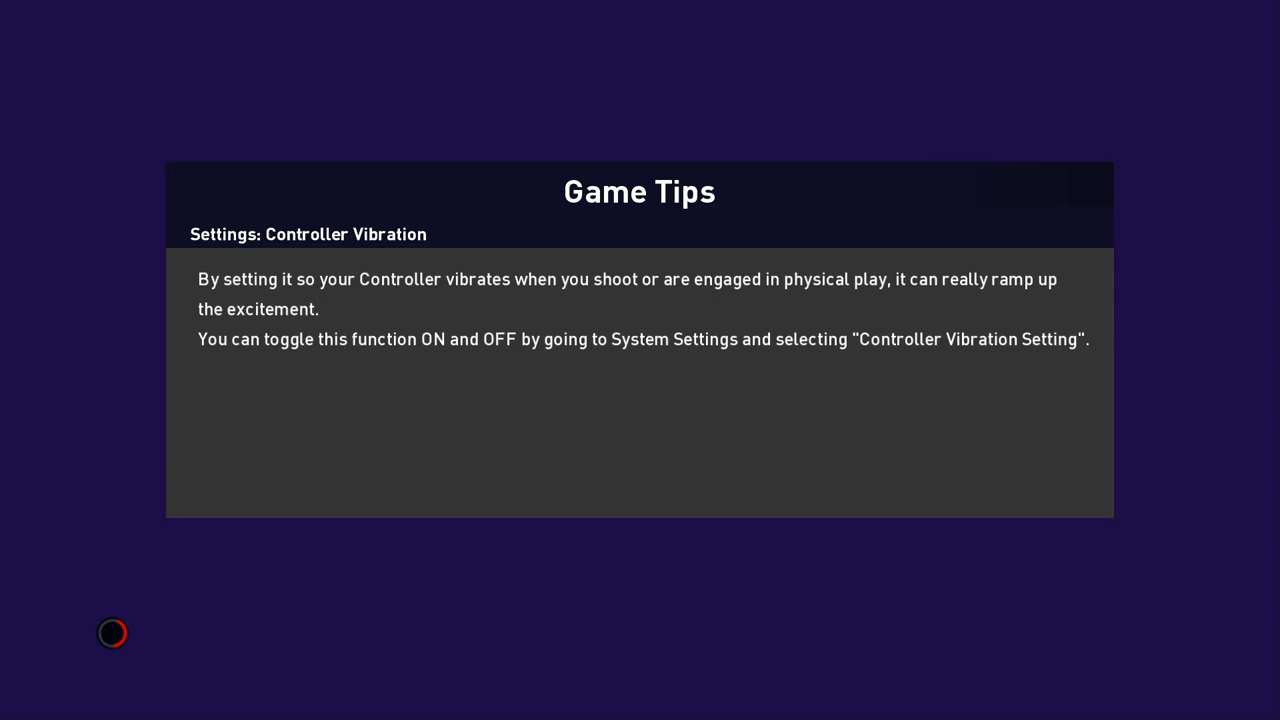 Game Tips
Settings: Controller Vibration
By setting it so your Controller vibrates when you shoot or are engaged in physical play, it can really ramp up
the excitement.
You can toggle this function ON and OFF by going to System Settings and selecting "Controller Vibration Setting".